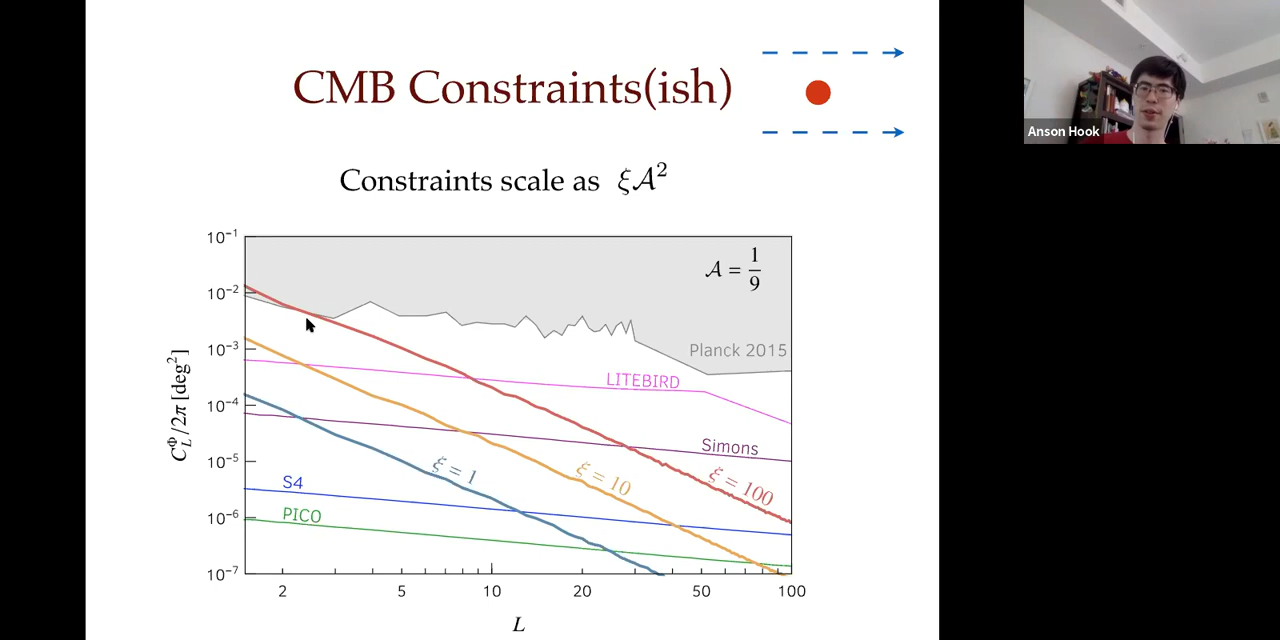 CMB Constraints(ish)
Anson Hook
Constraints scale as ξ𝒜²
10⁻¹
10⁻²
10⁻³
10⁻⁴
10⁻⁵
10⁻⁶
10⁻⁷
C_L^Φ/2π [deg²]
𝒜 = 1/9
Planck 2015
LITEBIRD
Simons
S4
PICO
ξ = 1
ξ = 10
ξ = 100
2 5 10 20 50 100
L